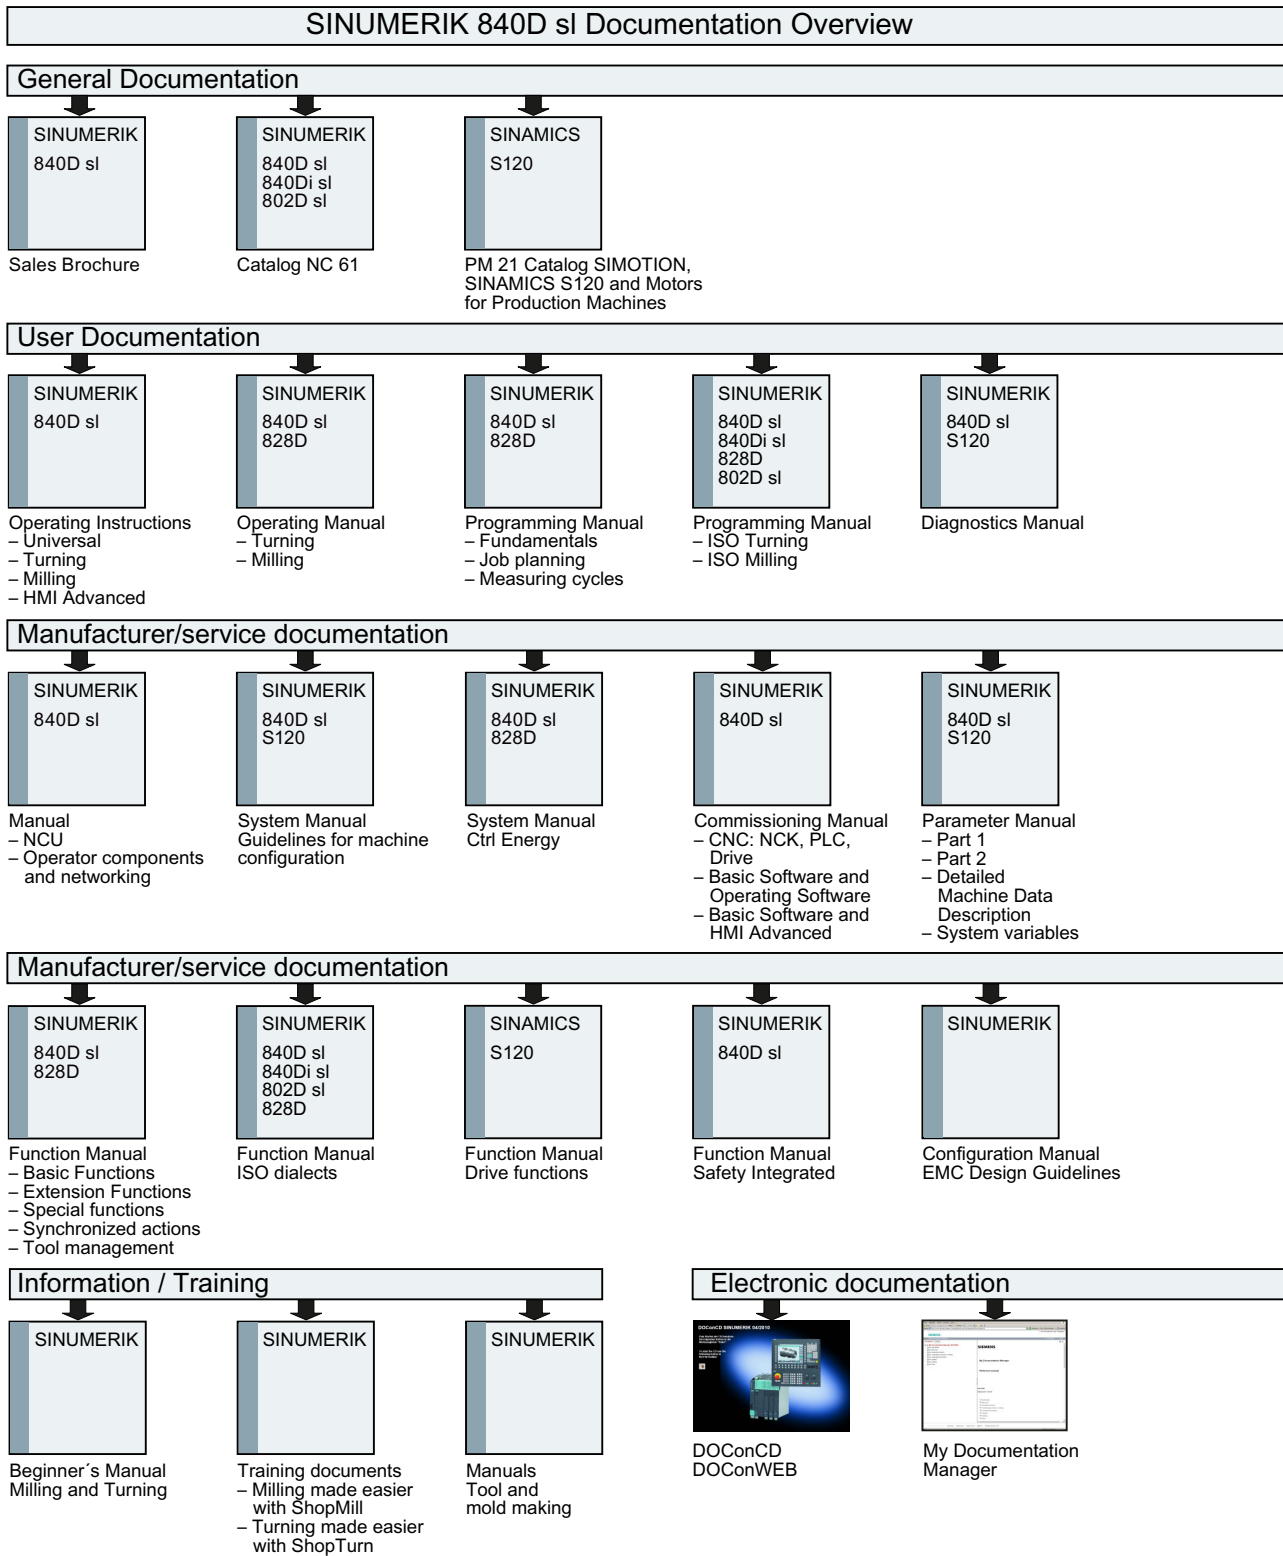 SINUMERIK 840D sl Documentation Overview
General Documentation
SINUMERIK
840D sl
Sales Brochure
SINUMERIK
840D sl
840Di sl
802D sl
Catalog NC 61
SINAMICS
S120
PM 21 Catalog SIMOTION,
SINAMICS S120 and Motors
for Production Machines
User Documentation
SINUMERIK
840D sl
Operating Instructions
– Universal
– Turning
– Milling
– HMI Advanced
SINUMERIK
840D sl
828D
Operating Manual
– Turning
– Milling
SINUMERIK
840D sl
828D
Programming Manual
– Fundamentals
– Job planning
– Measuring cycles
SINUMERIK
840D sl
840Di sl
828D
802D sl
Programming Manual
– ISO Turning
– ISO Milling
SINUMERIK
840D sl
S120
Diagnostics Manual
Manufacturer/service documentation
SINUMERIK
840D sl
Manual
– NCU
– Operator components
and networking
SINUMERIK
840D sl
S120
System Manual
Guidelines for machine
configuration
SINUMERIK
840D sl
828D
System Manual
Ctrl Energy
SINUMERIK
840D sl
Commissioning Manual
– CNC: NCK, PLC,
Drive
– Basic Software and
Operating Software
– Basic Software and
HMI Advanced
SINUMERIK
840D sl
S120
Parameter Manual
– Part 1
– Part 2
– Detailed
Machine Data
Description
– System variables
Manufacturer/service documentation
SINUMERIK
840D sl
828D
Function Manual
– Basic Functions
– Extension Functions
– Special functions
– Synchronized actions
– Tool management
SINUMERIK
840D sl
840Di sl
802D sl
828D
Function Manual
ISO dialects
SINAMICS
S120
Function Manual
Drive functions
SINUMERIK
840D sl
Function Manual
Safety Integrated
SINUMERIK
Configuration Manual
EMC Design Guidelines
Information / Training
SINUMERIK
Beginner´s Manual
Milling and Turning
SINUMERIK
Training documents
– Milling made easier
with ShopMill
– Turning made easier
with ShopTurn
SINUMERIK
Manuals
Tool and
mold making
Electronic documentation
DOConCD SINUMERIK 04/2010
DOConCD
DOConWEB
SIEMENS
My Documentation Manager
My Documentation
Manager